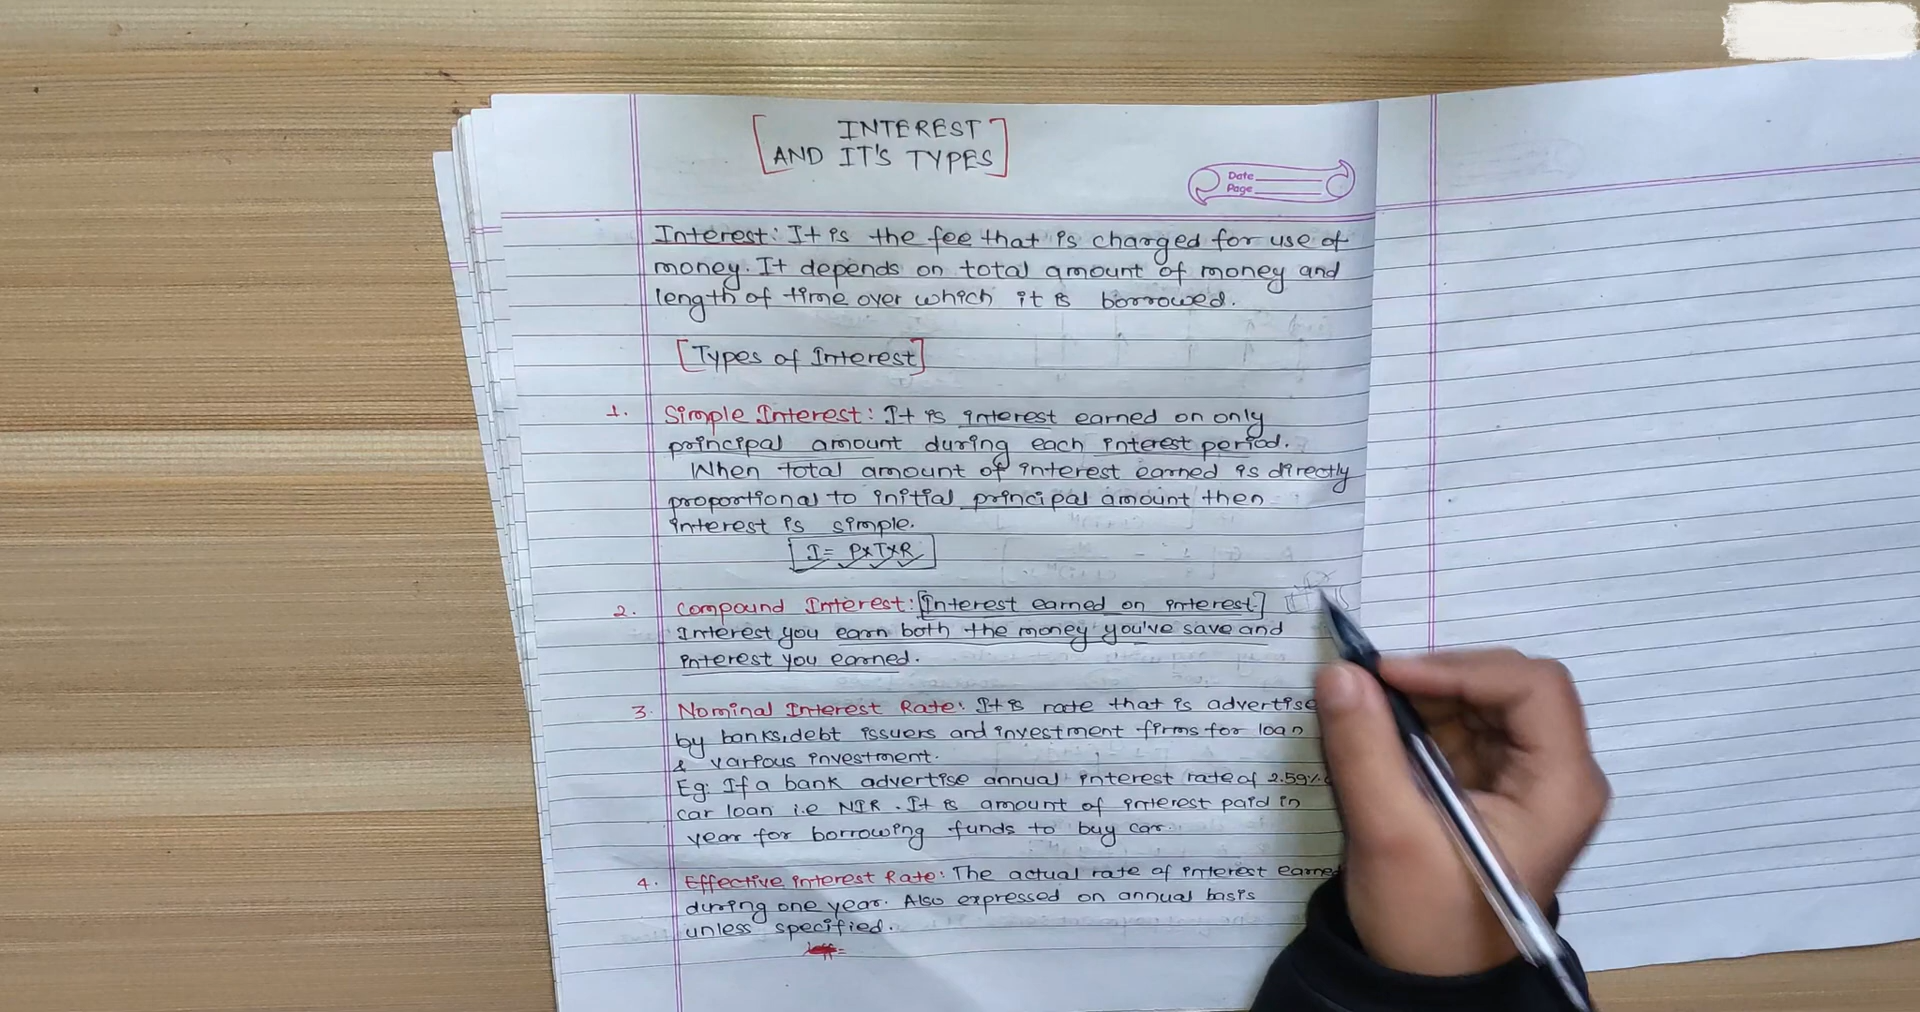 INTEREST
AND IT'S TYPES
Date
Page
Interest: It is the fee that is charged for use of
money. It depends on total amount of money and
length of time over which it is borrowed.
[Types of Interest]
1. Simple Interest: It is interest earned on only
principal amount during each interest period.
When total amount of interest earned is directly
proportional to initial principal amount then
interest is simple.
I = P×T×R
2. Compound Interest: [Interest earned on interest]
Interest you earn both the money you've save and
interest you earned.
3. Nominal Interest Rate: It is rate that is advertise
by banks, debt issuers and investment firms for loan
& various investment.
Eg: If a bank advertise annual interest rate of 2.59%
car loan i.e NIR. It is amount of interest paid in
year for borrowing funds to buy car.
4. Effective interest Rate: The actual rate of interest earned
during one year. Also expressed on annual basis
unless specified.